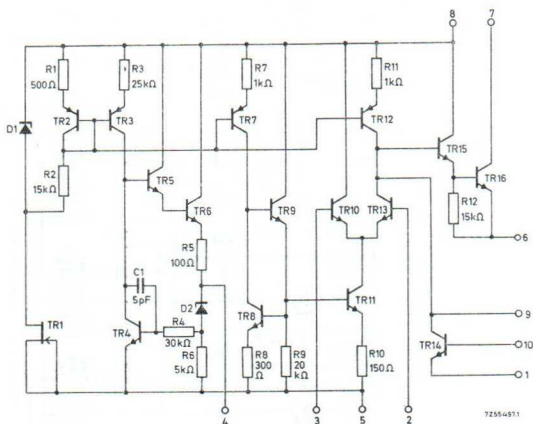 8 7
R1
500Ω
R3
25kΩ
R7
1kΩ
R11
1kΩ
D1
TR2
TR3
TR7
TR12
TR15
TR16
R2
15kΩ
TR5
TR6
TR9
TR10
TR13
R12
15kΩ
6
R5
100Ω
C1
5pF
D2
TR11
TR1
TR4
R4
30kΩ
TR8
9
10
R6
5kΩ
R8
300
Ω
R9
20
kΩ
R10
150Ω
TR14
1
4 3 5 2
7Z55497.1